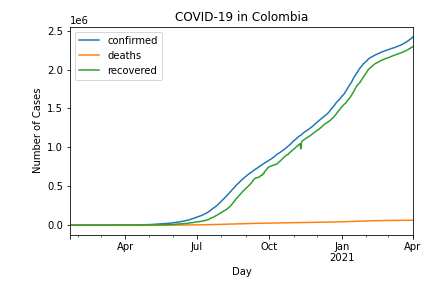 COVID-19 in Colombia
1e6
2.5
2.0
1.5
1.0
0.5
0.0
Number of Cases
confirmed
deaths
recovered
Apr
Jul
Oct
Jan
2021
Apr
Day